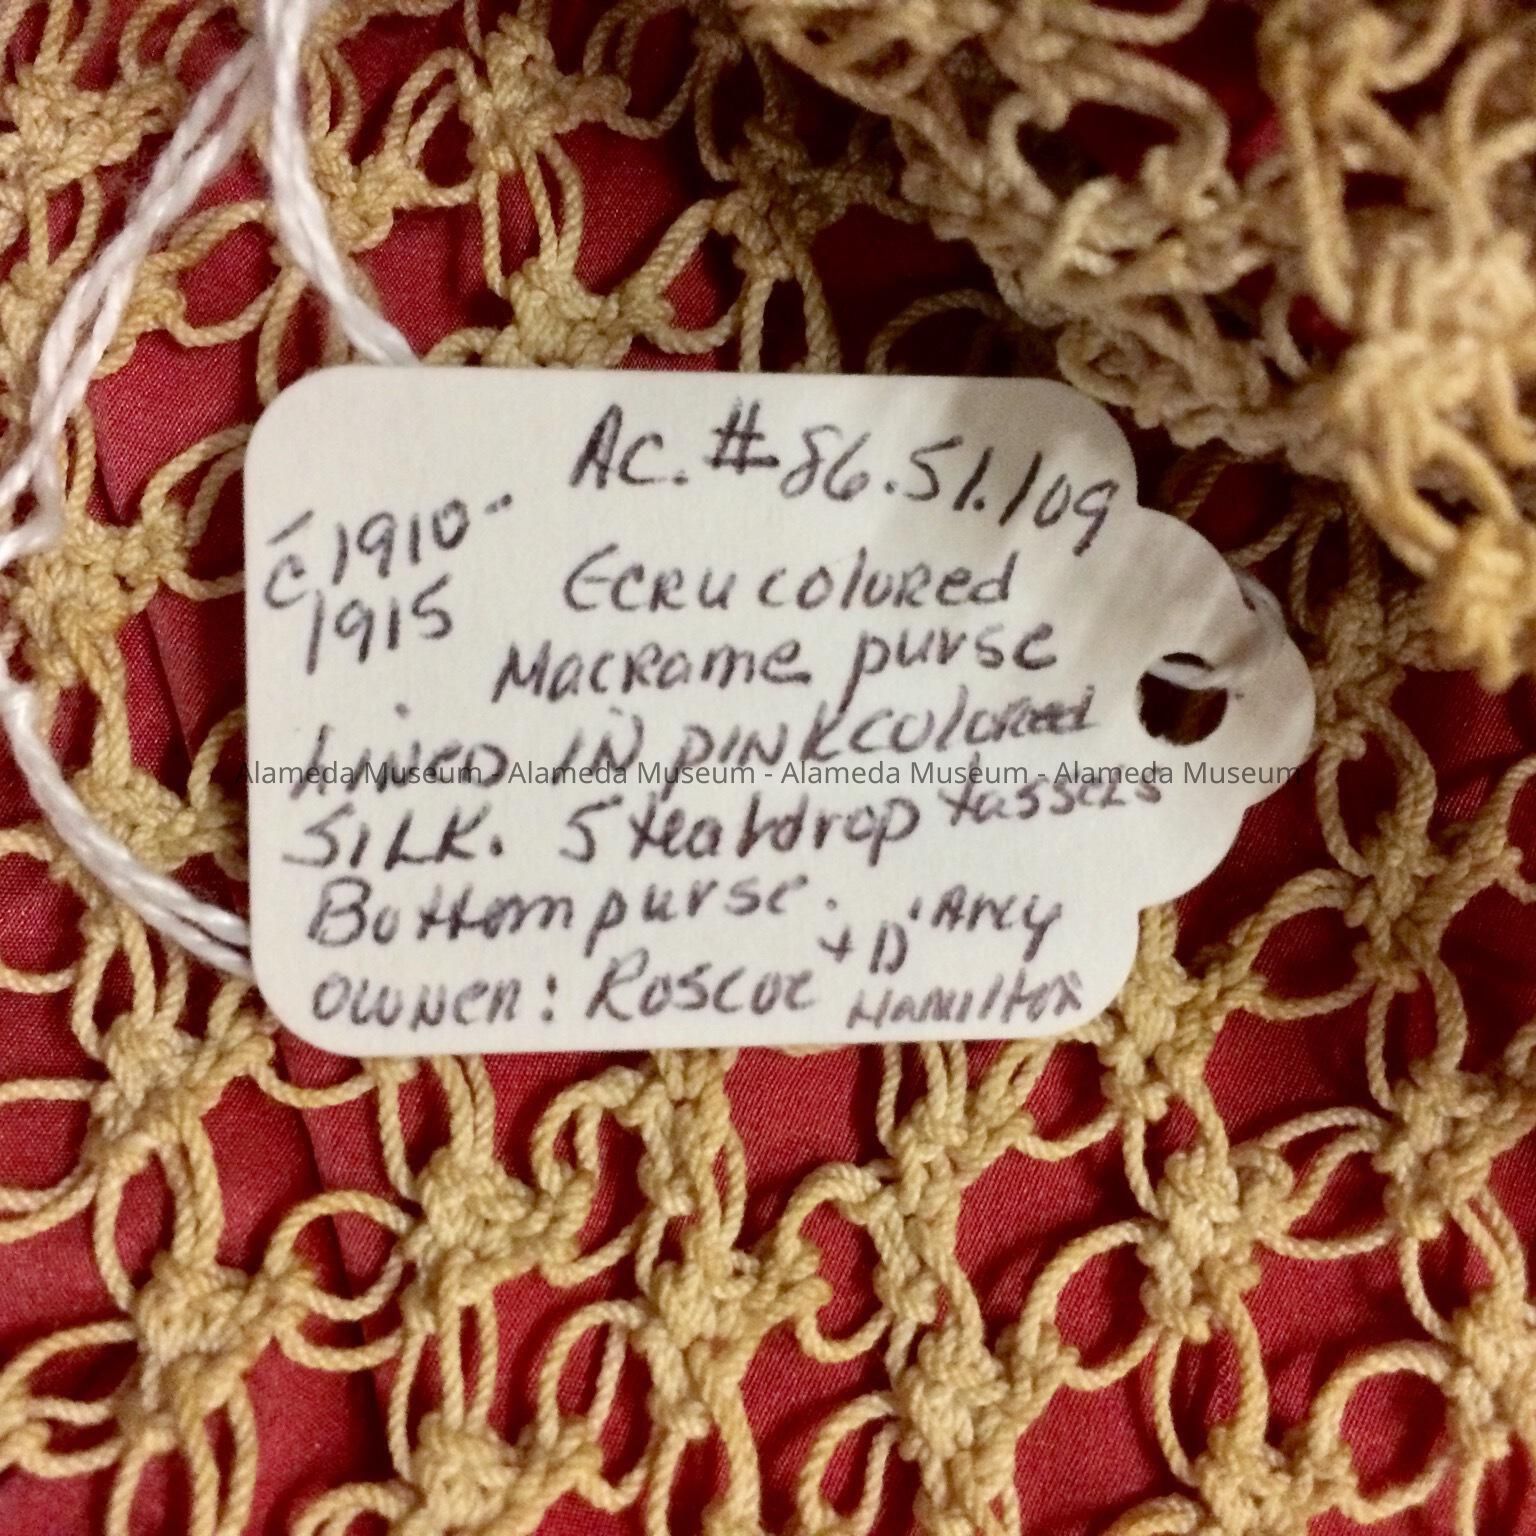 AC. #86.51.109
c̄ 1910-
1915
Ecru colored
Macrame purse
Lined in pink colored
Silk. 5 teardrop tassels
Bottom purse.
Owner: Roscoe + D'Arcy
Hamilton
Alameda Museum - Alameda Museum - Alameda Museum - Alameda Museum